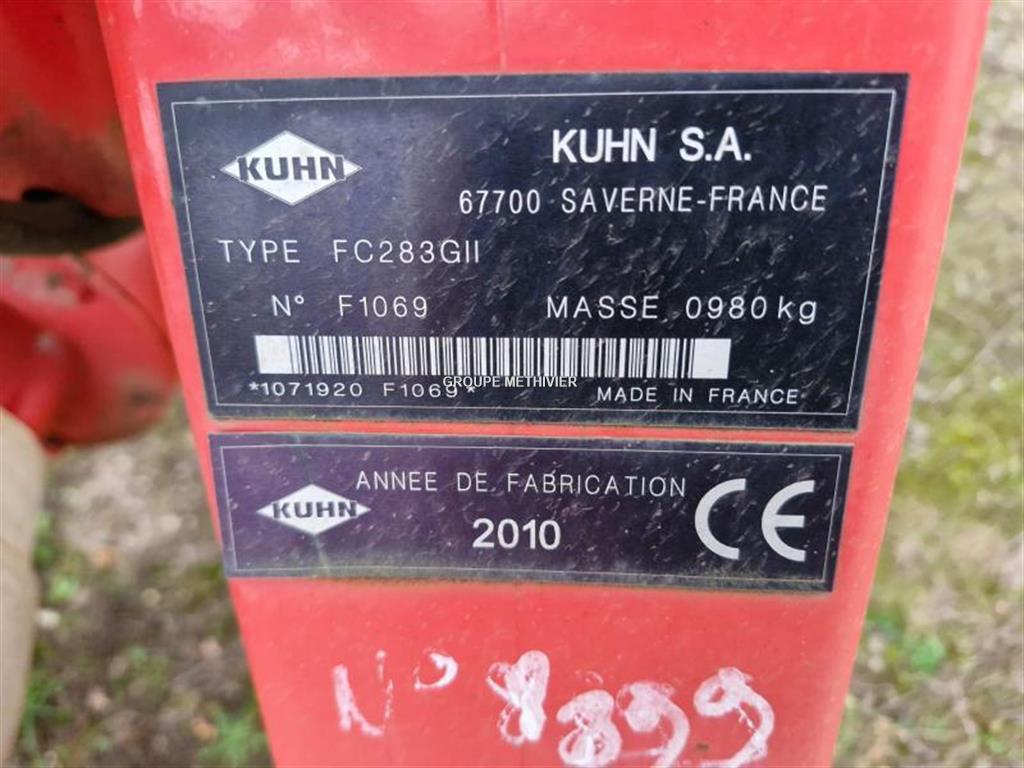 KUHN
KUHN S.A.
67700 SAVERNE-FRANCE
TYPE FC283GII
N° F1069 MASSE 0980 kg
*1071920 F1069*
GROUPE METHIVIER
MADE IN FRANCE
ANNEE DE FABRICATION
KUHN
2010
CE
N° 8899